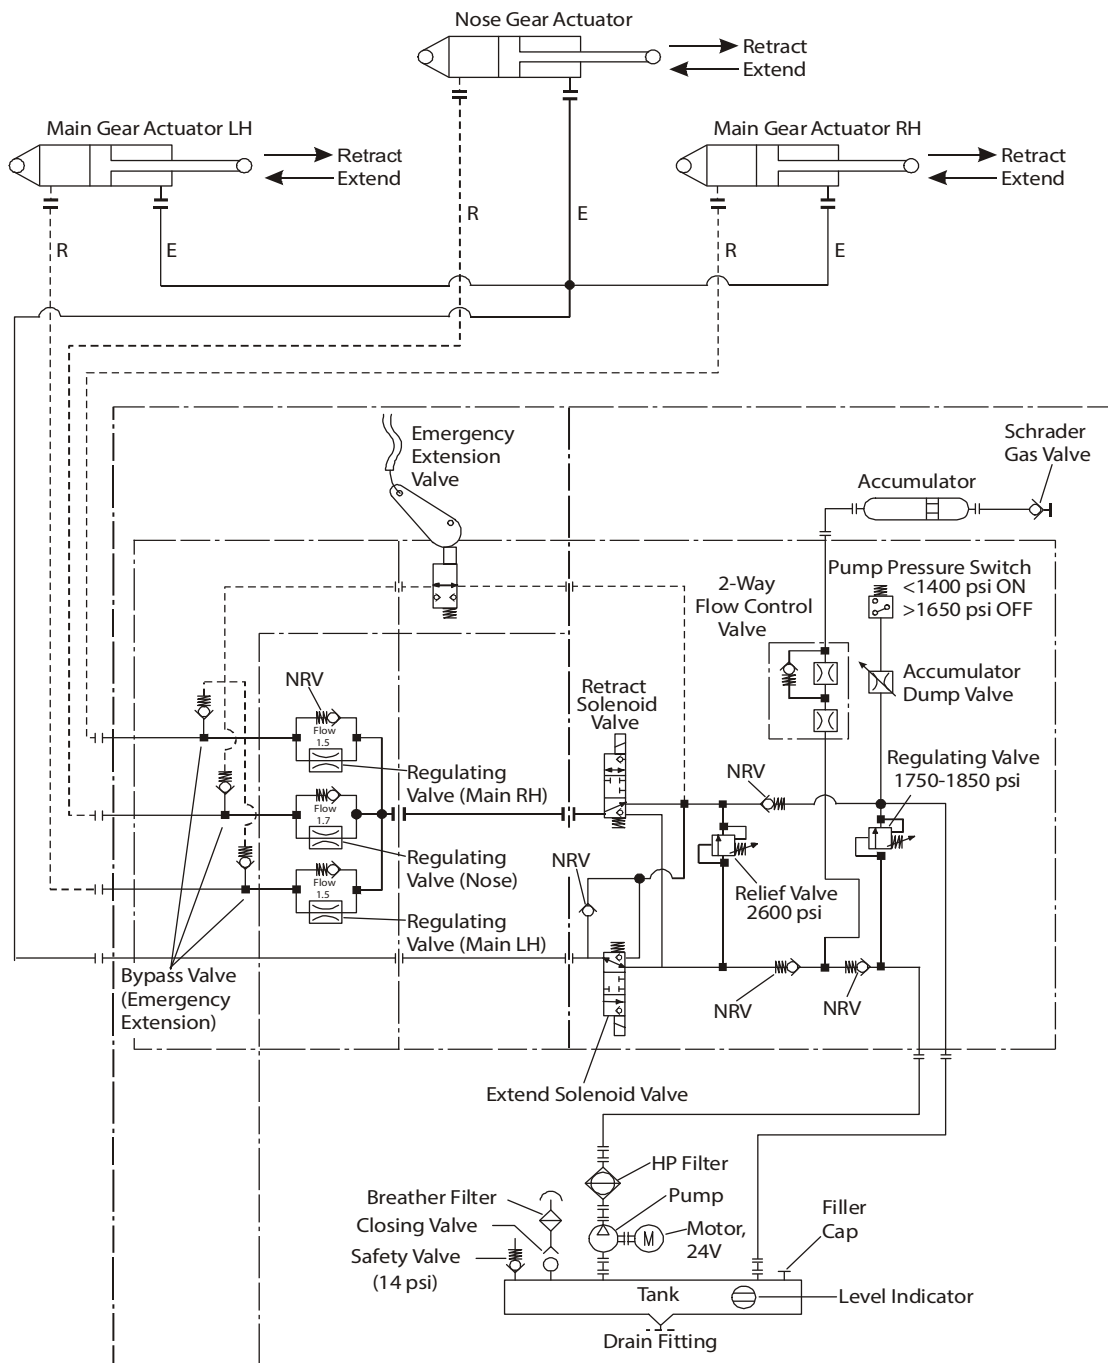 Nose Gear Actuator
Retract
Extend
Main Gear Actuator LH
Retract
Extend
Main Gear Actuator RH
Retract
Extend
R
E
R
E
R
E
Emergency
Extension
Valve
Schrader
Gas Valve
Accumulator
Pump Pressure Switch
<1400 psi ON
>1650 psi OFF
2-Way
Flow Control
Valve
Accumulator
Dump Valve
NRV
Retract
Solenoid
Valve
Flow
1.5
Regulating
Valve (Main RH)
NRV
Regulating Valve
1750-1850 psi
Flow
1.7
Regulating
Valve (Nose)
NRV
Relief Valve
2600 psi
Flow
1.5
Regulating
Valve (Main LH)
Bypass Valve
(Emergency
Extension)
NRV
NRV
Extend Solenoid Valve
HP Filter
Breather Filter
Pump
Closing Valve
Motor,
24V
Filler
Cap
Safety Valve
(14 psi)
M
Tank
Level Indicator
Drain Fitting